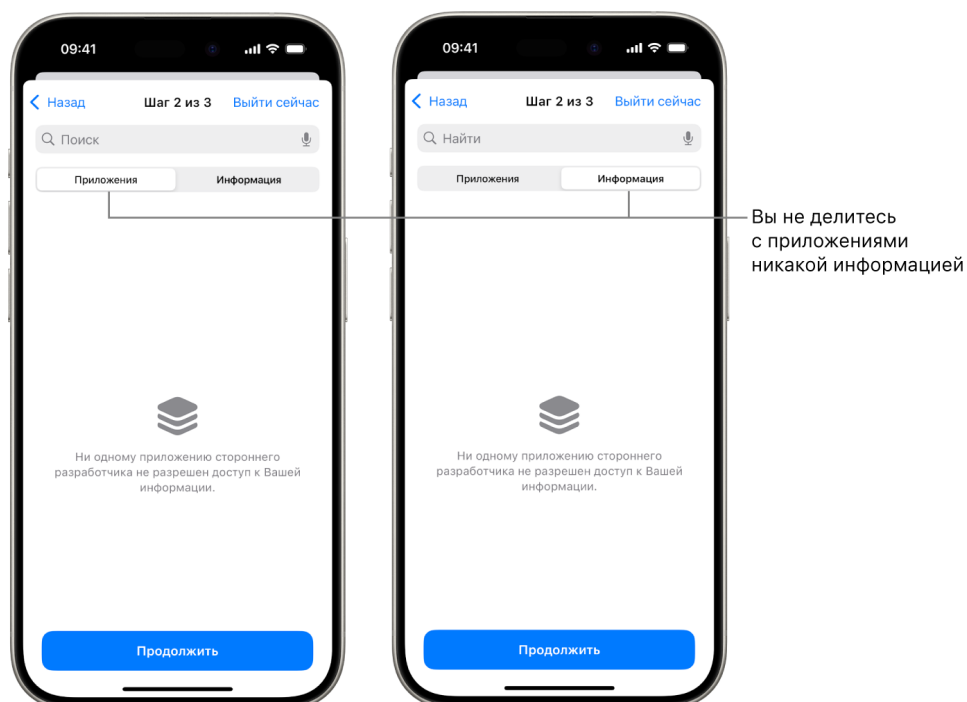 09:41
Назад
Шаг 2 из 3
Выйти сейчас
Поиск
Приложения
Информация
Ни одному приложению стороннего
разработчика не разрешен доступ к Вашей
информации.
Продолжить
09:41
Назад
Шаг 2 из 3
Выйти сейчас
Найти
Приложения
Информация
Ни одному приложению стороннего
разработчика не разрешен доступ к Вашей
информации.
Продолжить
Вы не делитесь
с приложениями
никакой информацией